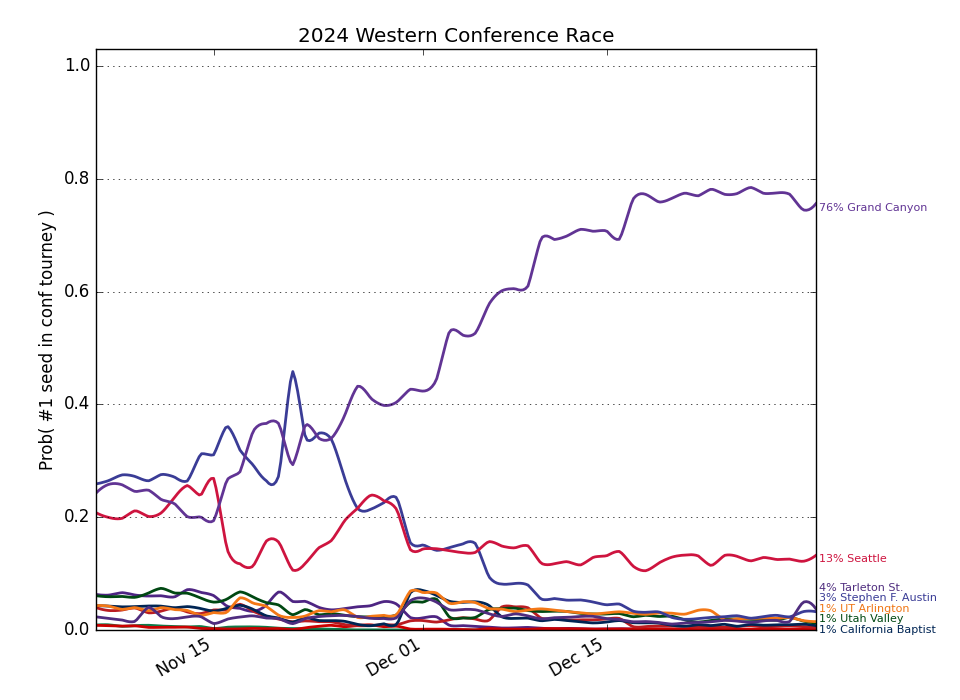 2024 Western Conference Race
Prob( #1 seed in conf tourney )
1.0
0.8
0.6
0.4
0.2
0.0
Nov 15
Dec 01
Dec 15
76% Grand Canyon
13% Seattle
4% Tarleton St.
3% Stephen F. Austin
1% UT Arlington
1% Utah Valley
1% California Baptist